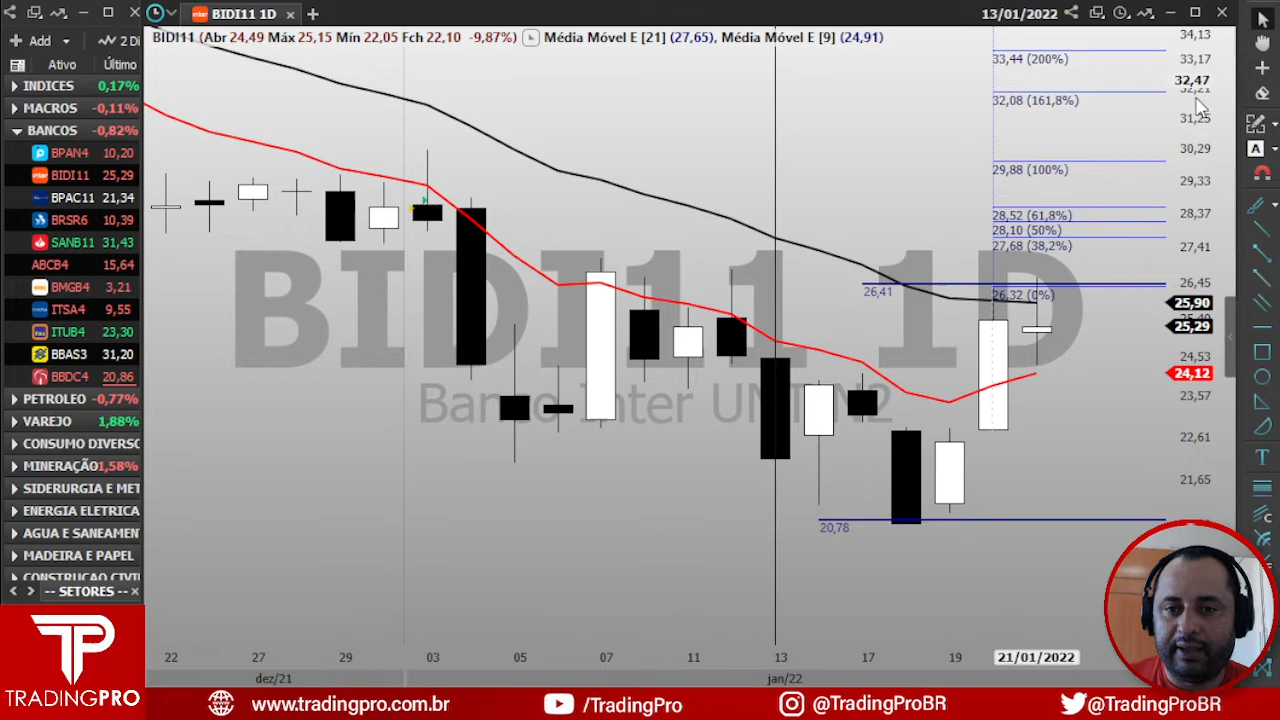 BIDI11 1D
13/01/2022
Add
2 Di
BIDI11 (Abr 24,49 Máx 25,15 Mín 22,05 Fch 22,10 -9,87%) Média Móvel E [21] (27,65), Média Móvel E [9] (24,91)
Ativo Último
INDICES 0,17%
MACROS -0,11%
BANCOS -0,82%
BPAN4 10,20
BIDI11 25,29
BPAC11 21,34
BRSR6 10,39
SANB11 31,43
ABCB4 15,64
BMGB4 3,21
ITSA4 9,55
ITUB4 23,30
BBAS3 31,20
BBDC4 20,86
PETROLEO -0,77%
VAREJO 1,88%
CONSUMO DIVERSO
MINERAÇÃO 1,58%
SIDERURGIA E MET
ENERGIA ELETRICA
AGUA E SANEAMEN
MADEIRA E PAPEL
CONSTRUCAO CIVI
-- SETORES --
BIDI11 1D
Banco Inter UNT N2
33,44 (200%)
32,08 (161,8%)
29,88 (100%)
28,52 (61,8%)
28,10 (50%)
27,68 (38,2%)
26,32 (0%)
26,41
20,78
34,13
33,17
32,47
32,21
31,25
30,29
29,33
28,37
27,41
26,45
25,90
25,49
25,29
24,53
24,12
23,57
22,61
21,65
22 27 29 03 05 07 11 13 17 19 21/01/2022
dez/21 jan/22
A
T
C
TP
TRADINGPRO
www.tradingpro.com.br
/TradingPro
@TradingProBR
@TradingProBR